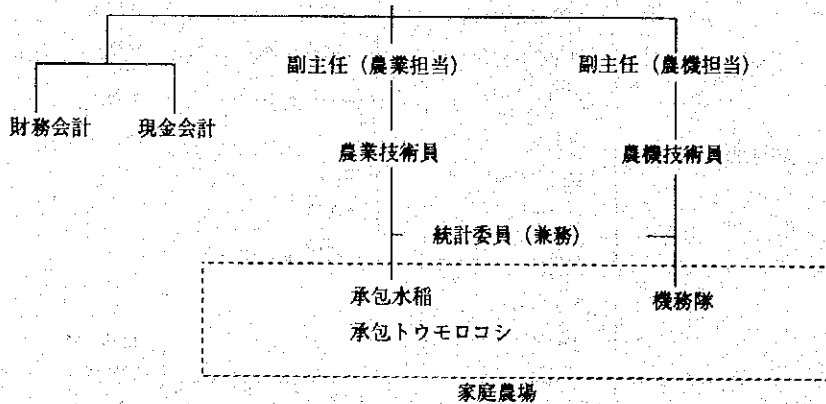 副主任（農業担当） 副主任（農機担当）
財務会計 現金会計
農業技術員 農機技術員
統計委員（兼務）
承包水稲 機務隊
承包トウモロコシ
家庭農場